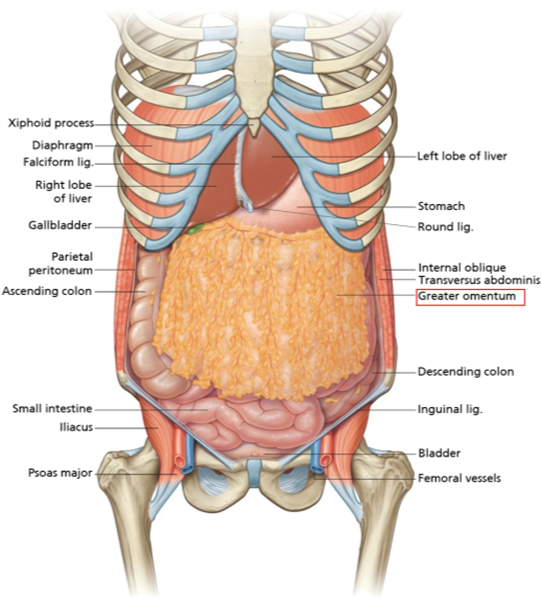 Xiphoid process
Diaphragm
Falciform lig.
Right lobe
of liver
Gallbladder
Parietal
peritoneum
Ascending colon
Small intestine
Iliacus
Psoas major
Left lobe of liver
Stomach
Round lig.
Internal oblique
Transversus abdominis
Greater omentum
Descending colon
Inguinal lig.
Bladder
Femoral vessels